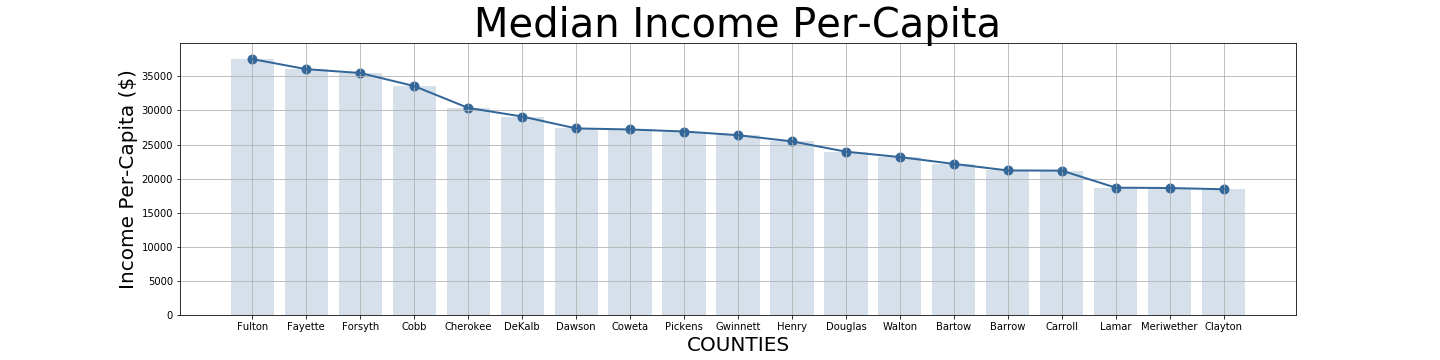 Median Income Per-Capita
Income Per-Capita ($)
35000
30000
25000
20000
15000
10000
5000
0
Fulton Fayette Forsyth Cobb Cherokee DeKalb Dawson Coweta Pickens Gwinnett Henry Douglas Walton Bartow Barrow Carroll Lamar Meriwether Clayton
COUNTIES